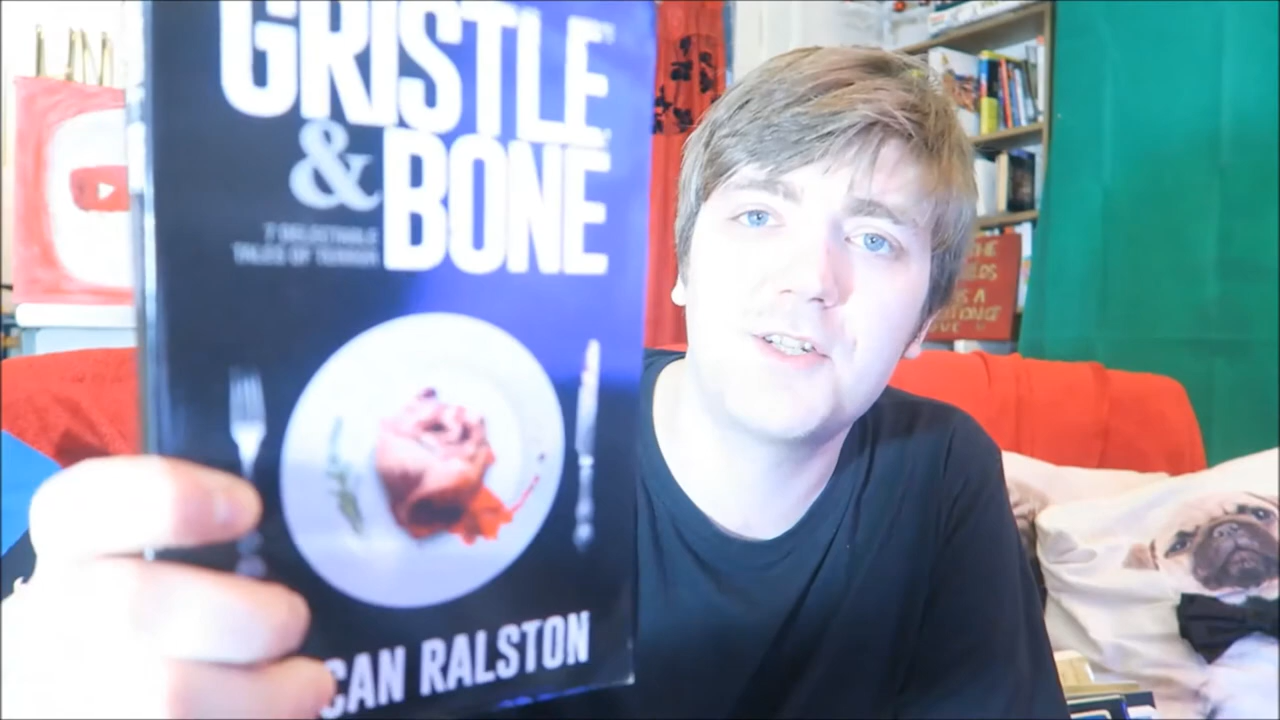 GRISTLE
& BONE
7 DELECTABLE
TALES OF TERROR
CAN RALSTON